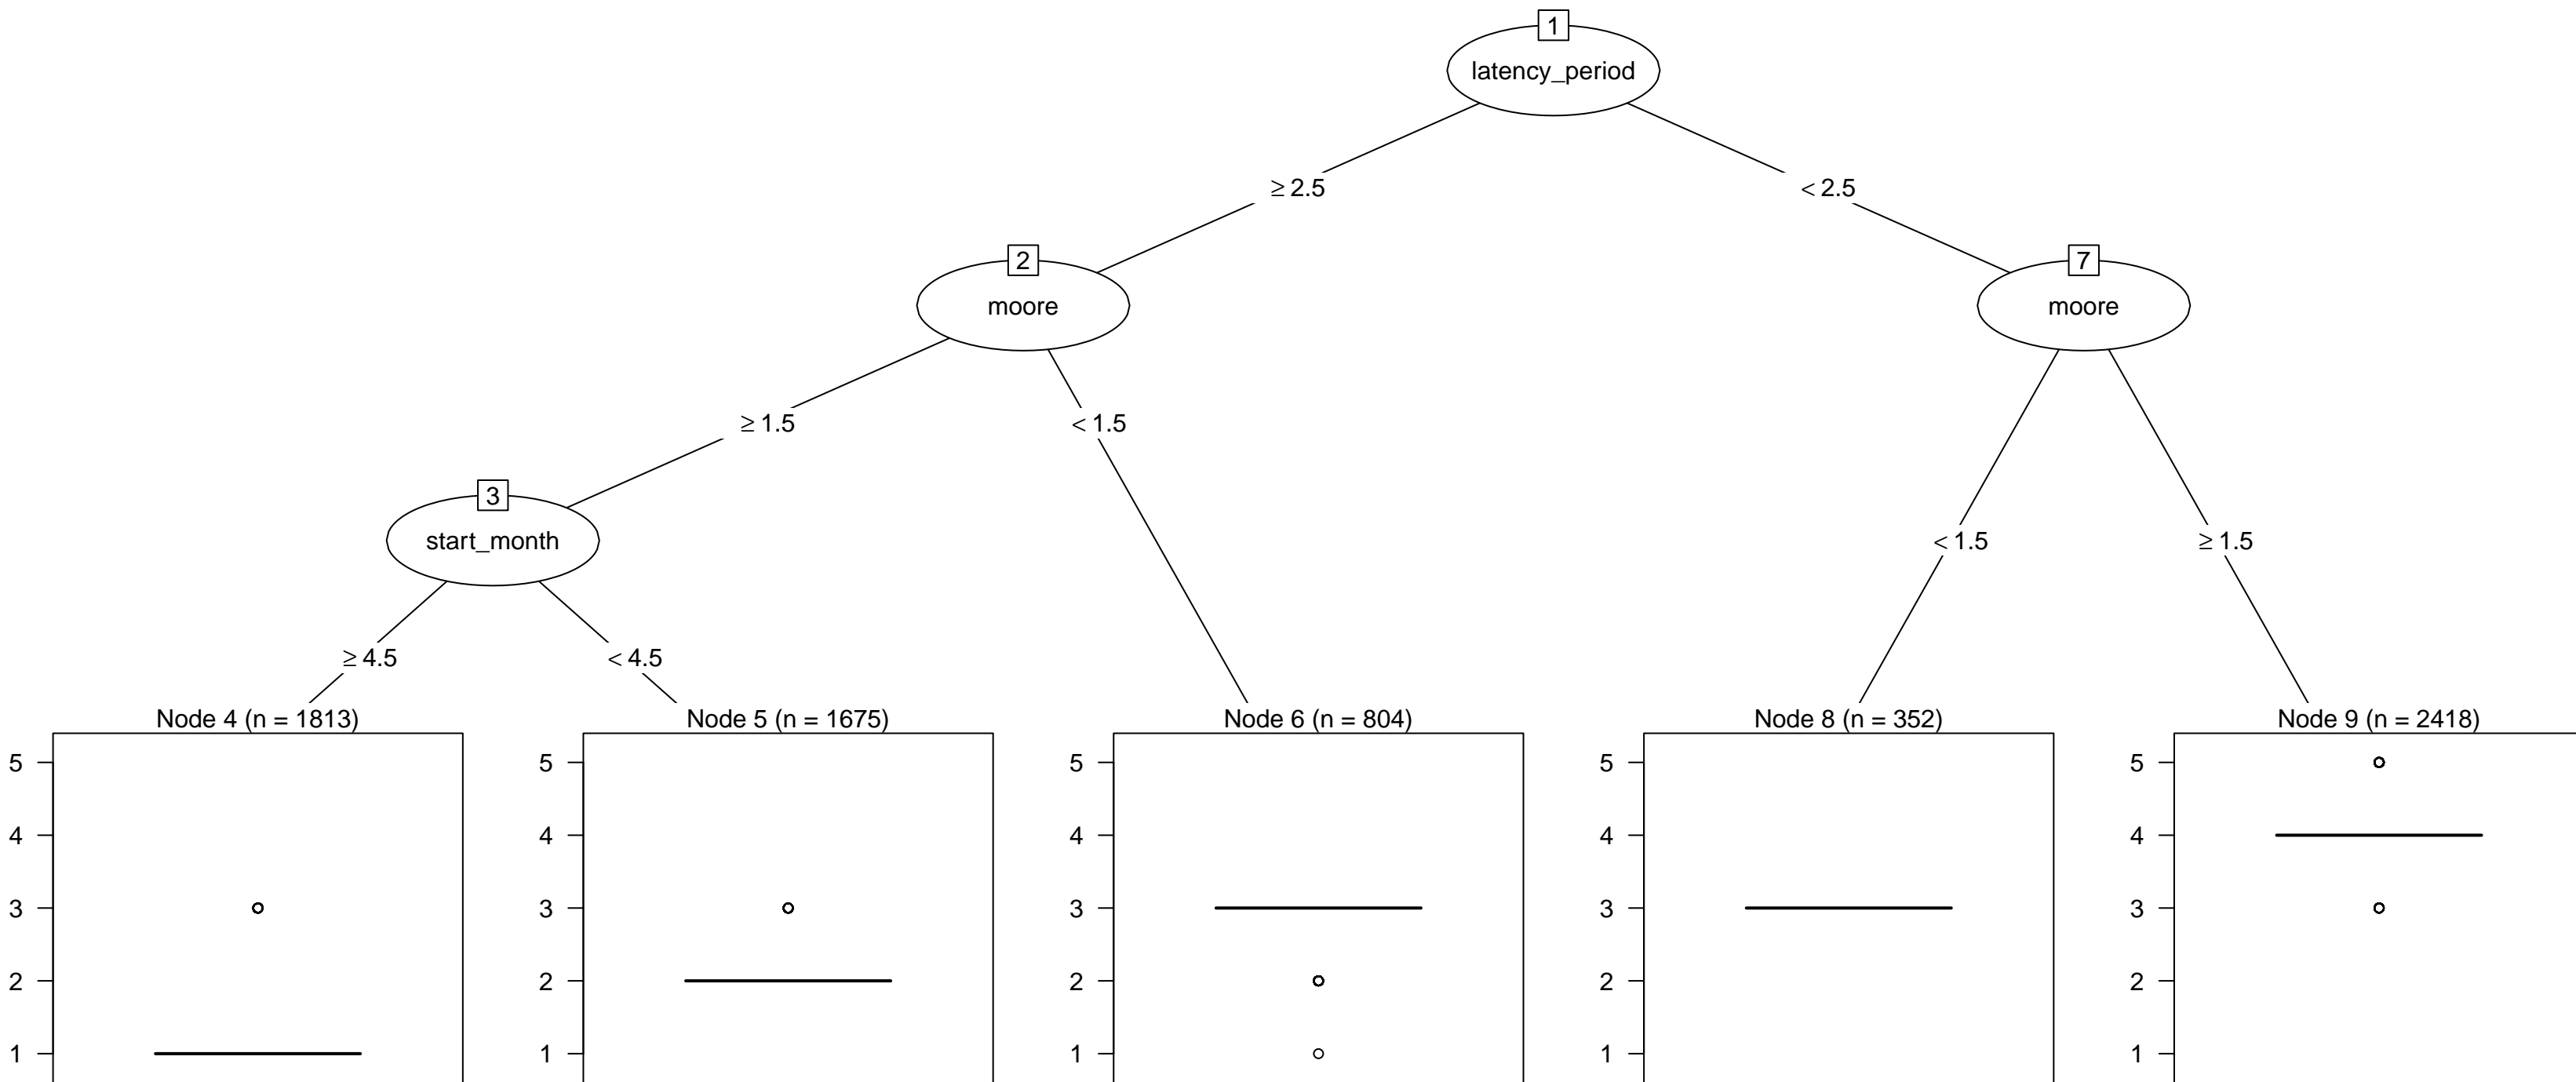 1
latency_period
≥ 2.5
< 2.5
2
moore
7
moore
≥ 1.5
< 1.5
3
start_month
< 1.5
≥ 1.5
≥ 4.5
< 4.5
Node 4 (n = 1813)
Node 5 (n = 1675)
Node 6 (n = 804)
Node 8 (n = 352)
Node 9 (n = 2418)
5 5 5 5 5
4 4 4 4 4
3 3 3 3 3
2 2 2 2 2
1 1 1 1 1